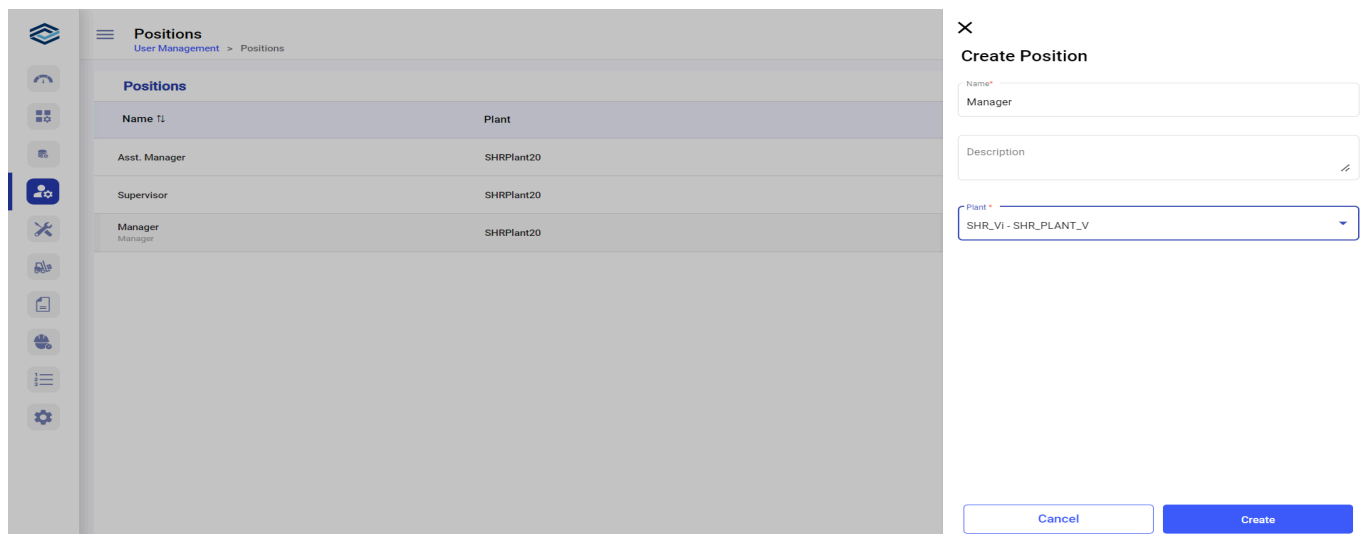 Positions
User Management > Positions
Positions
Name ↑↓ Plant
Asst. Manager SHRPlant20
Supervisor SHRPlant20
Manager
Manager
SHRPlant20
Create Position
Name*
Manager
Description
Plant *
SHR_Vi - SHR_PLANT_V
Cancel Create